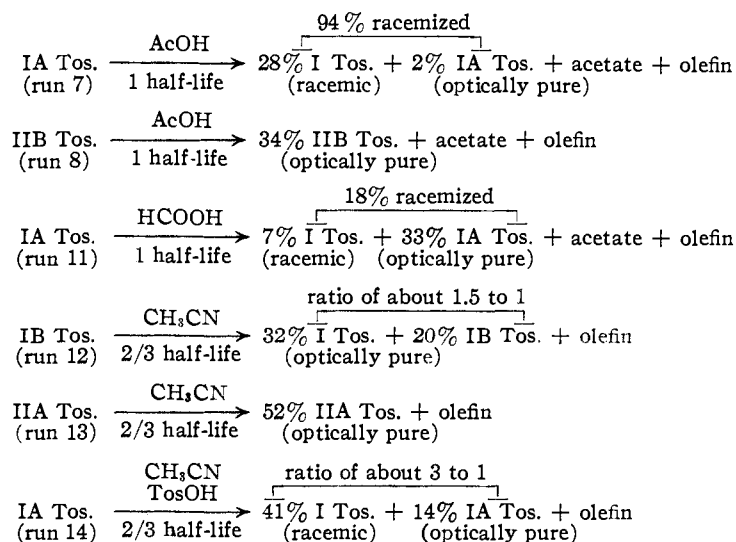 94% racemized
AcOH
IA Tos. 28% I Tos. + 2% IA Tos. + acetate + olefin
(run 7) 1 half-life (racemic) (optically pure)
AcOH
IIB Tos. 34% IIB Tos. + acetate + olefin
(run 8) 1 half-life (optically pure)
18% racemized
HCOOH
IA Tos. 7% I Tos. + 33% IA Tos. + acetate + olefin
(run 11) 1 half-life (racemic) (optically pure)
ratio of about 1.5 to 1
CH₃CN
IB Tos. 32% I Tos. + 20% IB Tos. + olefin
(run 12) 2/3 half-life (optically pure)
CH₃CN
IIA Tos. 52% IIA Tos. + olefin
(run 13) 2/3 half-life (optically pure)
CH₃CN ratio of about 3 to 1
TosOH
IA Tos. 41% I Tos. + 14% IA Tos. + olefin
(run 14) 2/3 half-life (racemic) (optically pure)